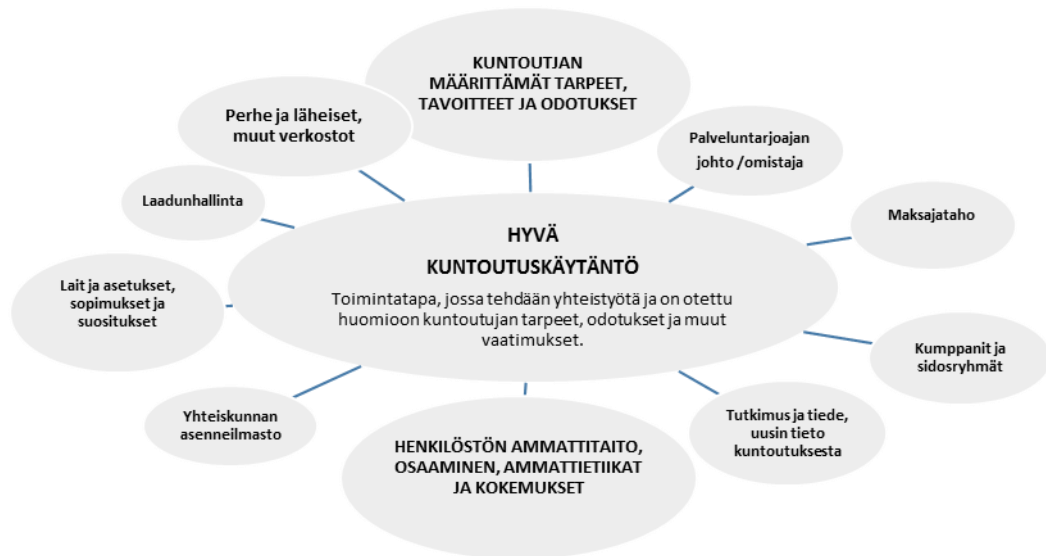 KUNTOUTJAN
MÄÄRITTÄMÄT TARPEET,
TAVOITTEET JA ODOTUKSET
Perhe ja läheiset,
muut verkostot
Palveluntarjoajan
johto /omistaja
Laadunhallinta
Maksajataho
HYVÄ
KUNTOUTUSKÄYTÄNTÖ
Toimintatapa, jossa tehdään yhteistyötä ja on otettu
huomioon kuntoutujan tarpeet, odotukset ja muut
vaatimukset.
Lait ja asetukset,
sopimukset ja
suositukset
Kumppanit ja
sidosryhmät
Yhteiskunnan
asenneilmasto
Tutkimus ja tiede,
uusin tieto
kuntoutuksesta
HENKILÖSTÖN AMMATTITAITO,
OSAAMINEN, AMMATTIETIIKAT
JA KOKEMUKSET